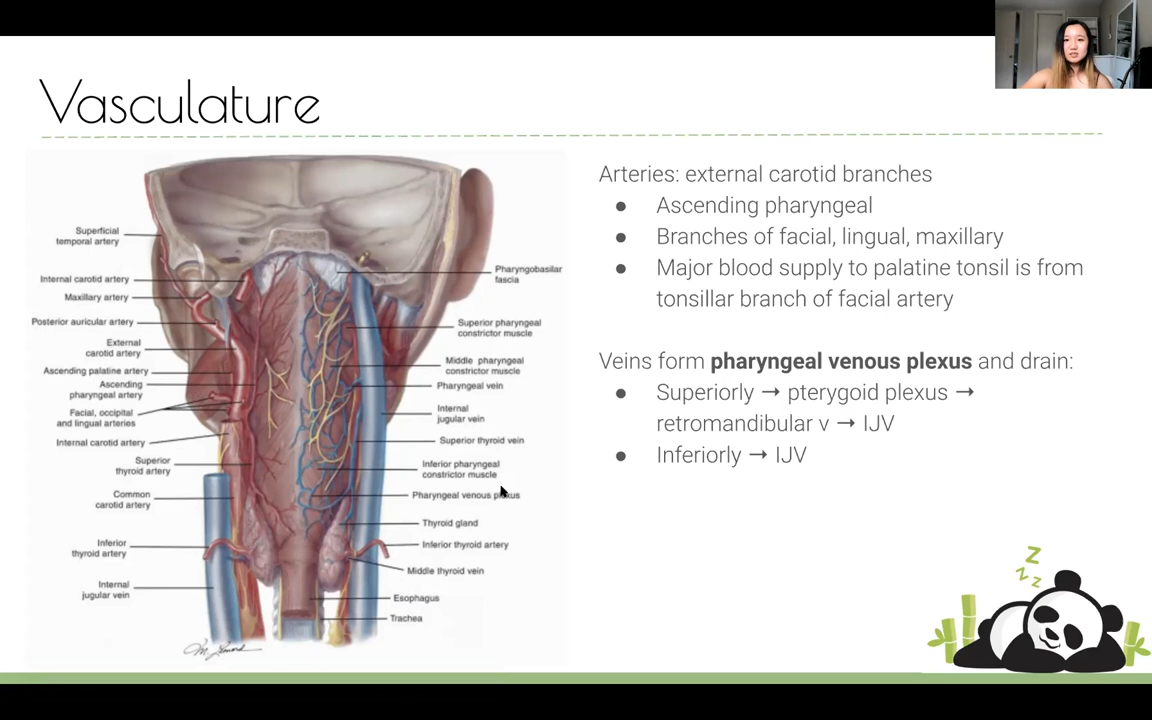 Vasculature
Superficial
temporal artery
Internal carotid artery
Maxillary artery
Posterior auricular artery
External
carotid artery
Ascending palatine artery
Ascending
pharyngeal artery
Facial, occipital
and lingual arteries
Internal carotid artery
Superior
thyroid artery
Common
carotid artery
Inferior
thyroid artery
Internal
jugular vein
Pharyngobasilar
fascia
Superior pharyngeal
constrictor muscle
Middle pharyngeal
constrictor muscle
Pharyngeal vein
Internal
jugular vein
Superior thyroid vein
Inferior pharyngeal
constrictor muscle
Pharyngeal venous plexus
Thyroid gland
Inferior thyroid artery
Middle thyroid vein
Esophagus
Trachea
Arteries: external carotid branches
● Ascending pharyngeal
● Branches of facial, lingual, maxillary
● Major blood supply to palatine tonsil is from
tonsillar branch of facial artery
Veins form pharyngeal venous plexus and drain:
● Superiorly → pterygoid plexus →
retromandibular v → IJV
● Inferiorly → IJV
Z
Z
Z